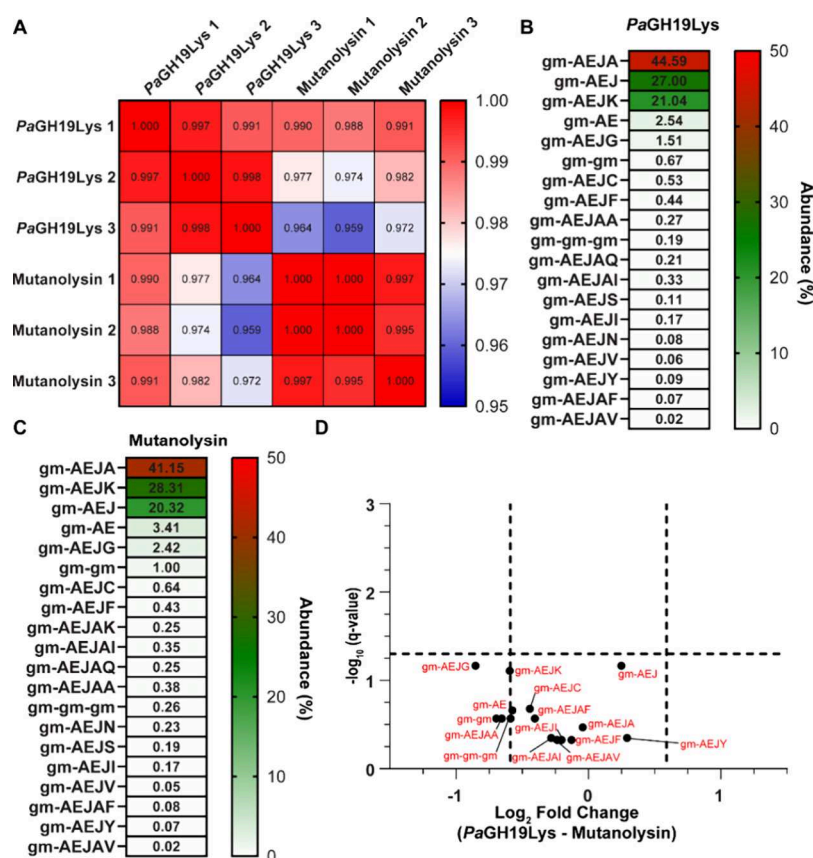 A
PaGH19Lys 1
PaGH19Lys 2
PaGH19Lys 3
Mutanolysin 1
Mutanolysin 2
Mutanolysin 3
PaGH19Lys 1 1.000 0.997 0.991 0.990 0.988 0.991
PaGH19Lys 2 0.997 1.000 0.998 0.977 0.974 0.982
PaGH19Lys 3 0.991 0.998 1.000 0.964 0.959 0.972
Mutanolysin 1 0.990 0.977 0.964 1.000 1.000 0.997
Mutanolysin 2 0.988 0.974 0.959 1.000 1.000 0.995
Mutanolysin 3 0.991 0.982 0.972 0.997 0.995 1.000
1.00
0.99
0.98
0.97
0.96
0.95
B
PaGH19Lys
gm-AEJA 44.59
gm-AEJ 27.00
gm-AEJK 21.04
gm-AE 2.54
gm-AEJG 1.51
gm-gm 0.67
gm-AEJC 0.53
gm-AEJF 0.44
gm-AEJAA 0.27
gm-gm-gm 0.19
gm-AEJAQ 0.21
gm-AEJAI 0.33
gm-AEJS 0.11
gm-AEJI 0.17
gm-AEJN 0.08
gm-AEJV 0.06
gm-AEJY 0.09
gm-AEJAF 0.07
gm-AEJAV 0.02
50
40
30
20
10
0
Abundance (%)
C
Mutanolysin
gm-AEJA 41.15
gm-AEJK 28.31
gm-AEJ 20.32
gm-AE 3.41
gm-AEJG 2.42
gm-gm 1.00
gm-AEJC 0.64
gm-AEJF 0.43
gm-AEJAK 0.25
gm-AEJAI 0.35
gm-AEJAQ 0.25
gm-AEJAA 0.38
gm-gm-gm 0.26
gm-AEJN 0.23
gm-AEJS 0.19
gm-AEJI 0.17
gm-AEJV 0.05
gm-AEJAF 0.08
gm-AEJY 0.07
gm-AEJAV 0.02
50
40
30
20
10
0
Abundance (%)
D
3
2
1
0
-log10 (q-value)
gm-AEJG
gm-AEJK
gm-AEJ
gm-AEJC
gm-AE
gm-AEJAF
gm-gm
gm-AEJI
gm-AEJA
gm-AEJAA
gm-AEJF
gm-AEJY
gm-gm-gm
gm-AEJAI
gm-AEJAV
-1
0
1
Log2 Fold Change
(PaGH19Lys - Mutanolysin)